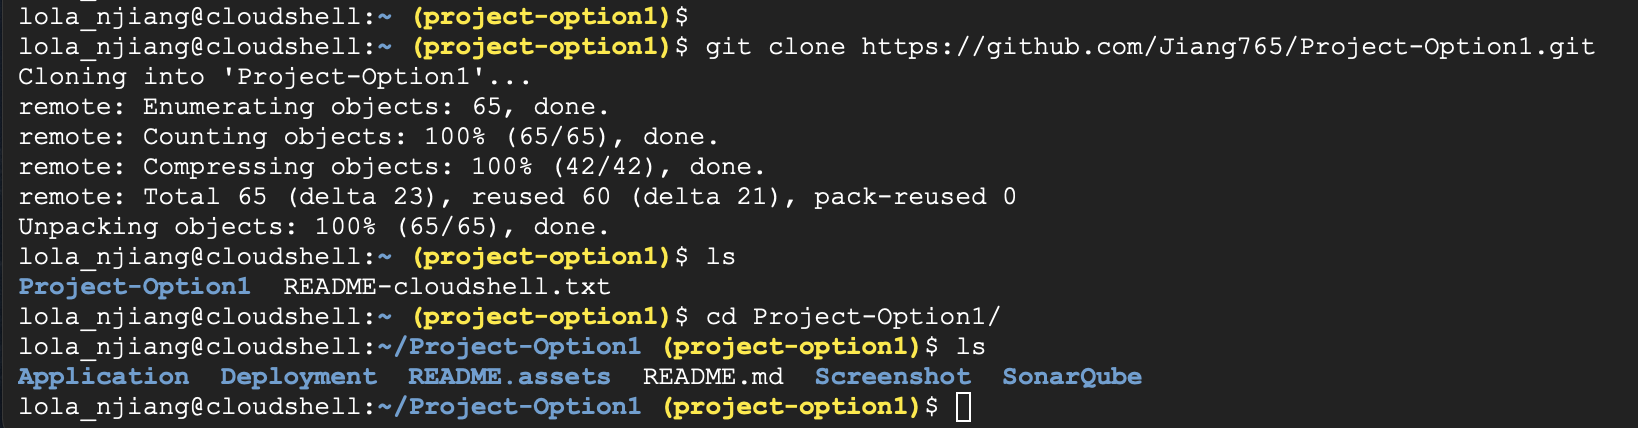 lola_njiang@cloudshell:~ (project-option1)$
lola_njiang@cloudshell:~ (project-option1)$ git clone https://github.com/Jiang765/Project-Option1.git
Cloning into 'Project-Option1'...
remote: Enumerating objects: 65, done.
remote: Counting objects: 100% (65/65), done.
remote: Compressing objects: 100% (42/42), done.
remote: Total 65 (delta 23), reused 60 (delta 21), pack-reused 0
Unpacking objects: 100% (65/65), done.
lola_njiang@cloudshell:~ (project-option1)$ ls
Project-Option1  README-cloudshell.txt
lola_njiang@cloudshell:~ (project-option1)$ cd Project-Option1/
lola_njiang@cloudshell:~/Project-Option1 (project-option1)$ ls
Application  Deployment  README.assets  README.md  Screenshot  SonarQube
lola_njiang@cloudshell:~/Project-Option1 (project-option1)$